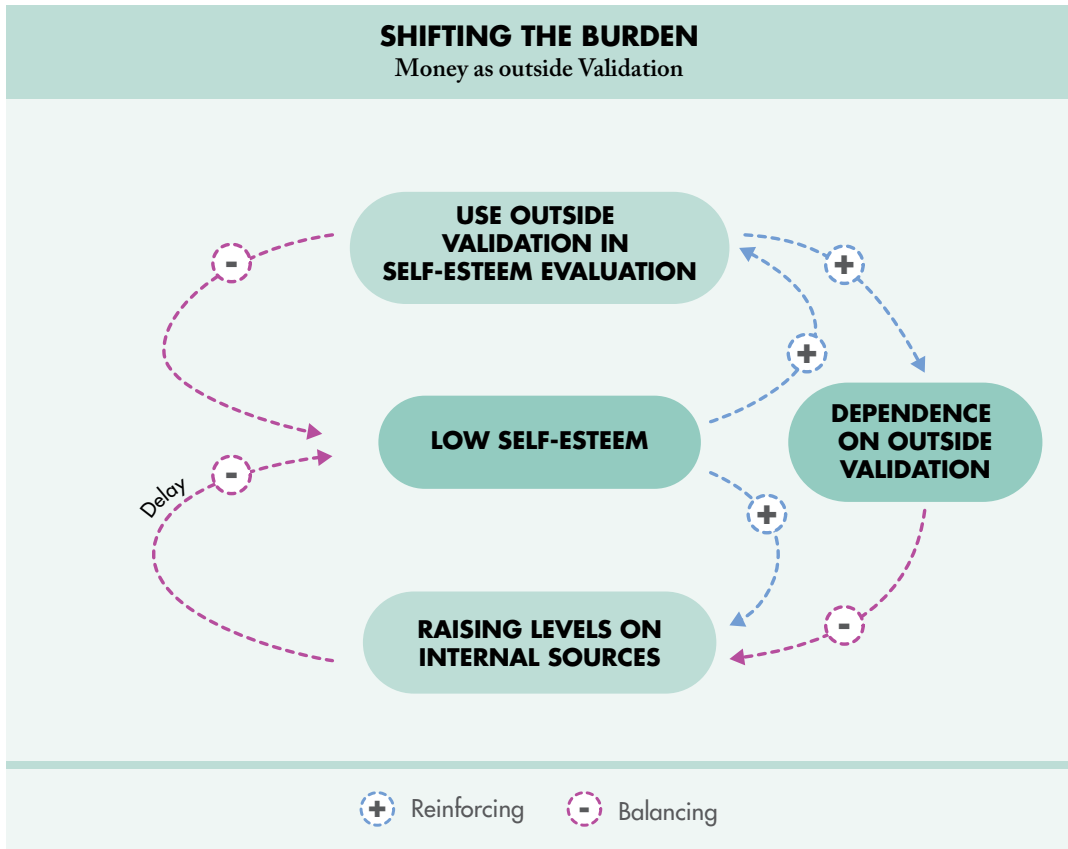 SHIFTING THE BURDEN
Money as outside Validation
USE OUTSIDE
VALIDATION IN
SELF-ESTEEM EVALUATION
-
+
+
LOW SELF-ESTEEM
DEPENDENCE
ON OUTSIDE
VALIDATION
-
Delay
+
RAISING LEVELS ON
INTERNAL SOURCES
-
+ Reinforcing
- Balancing